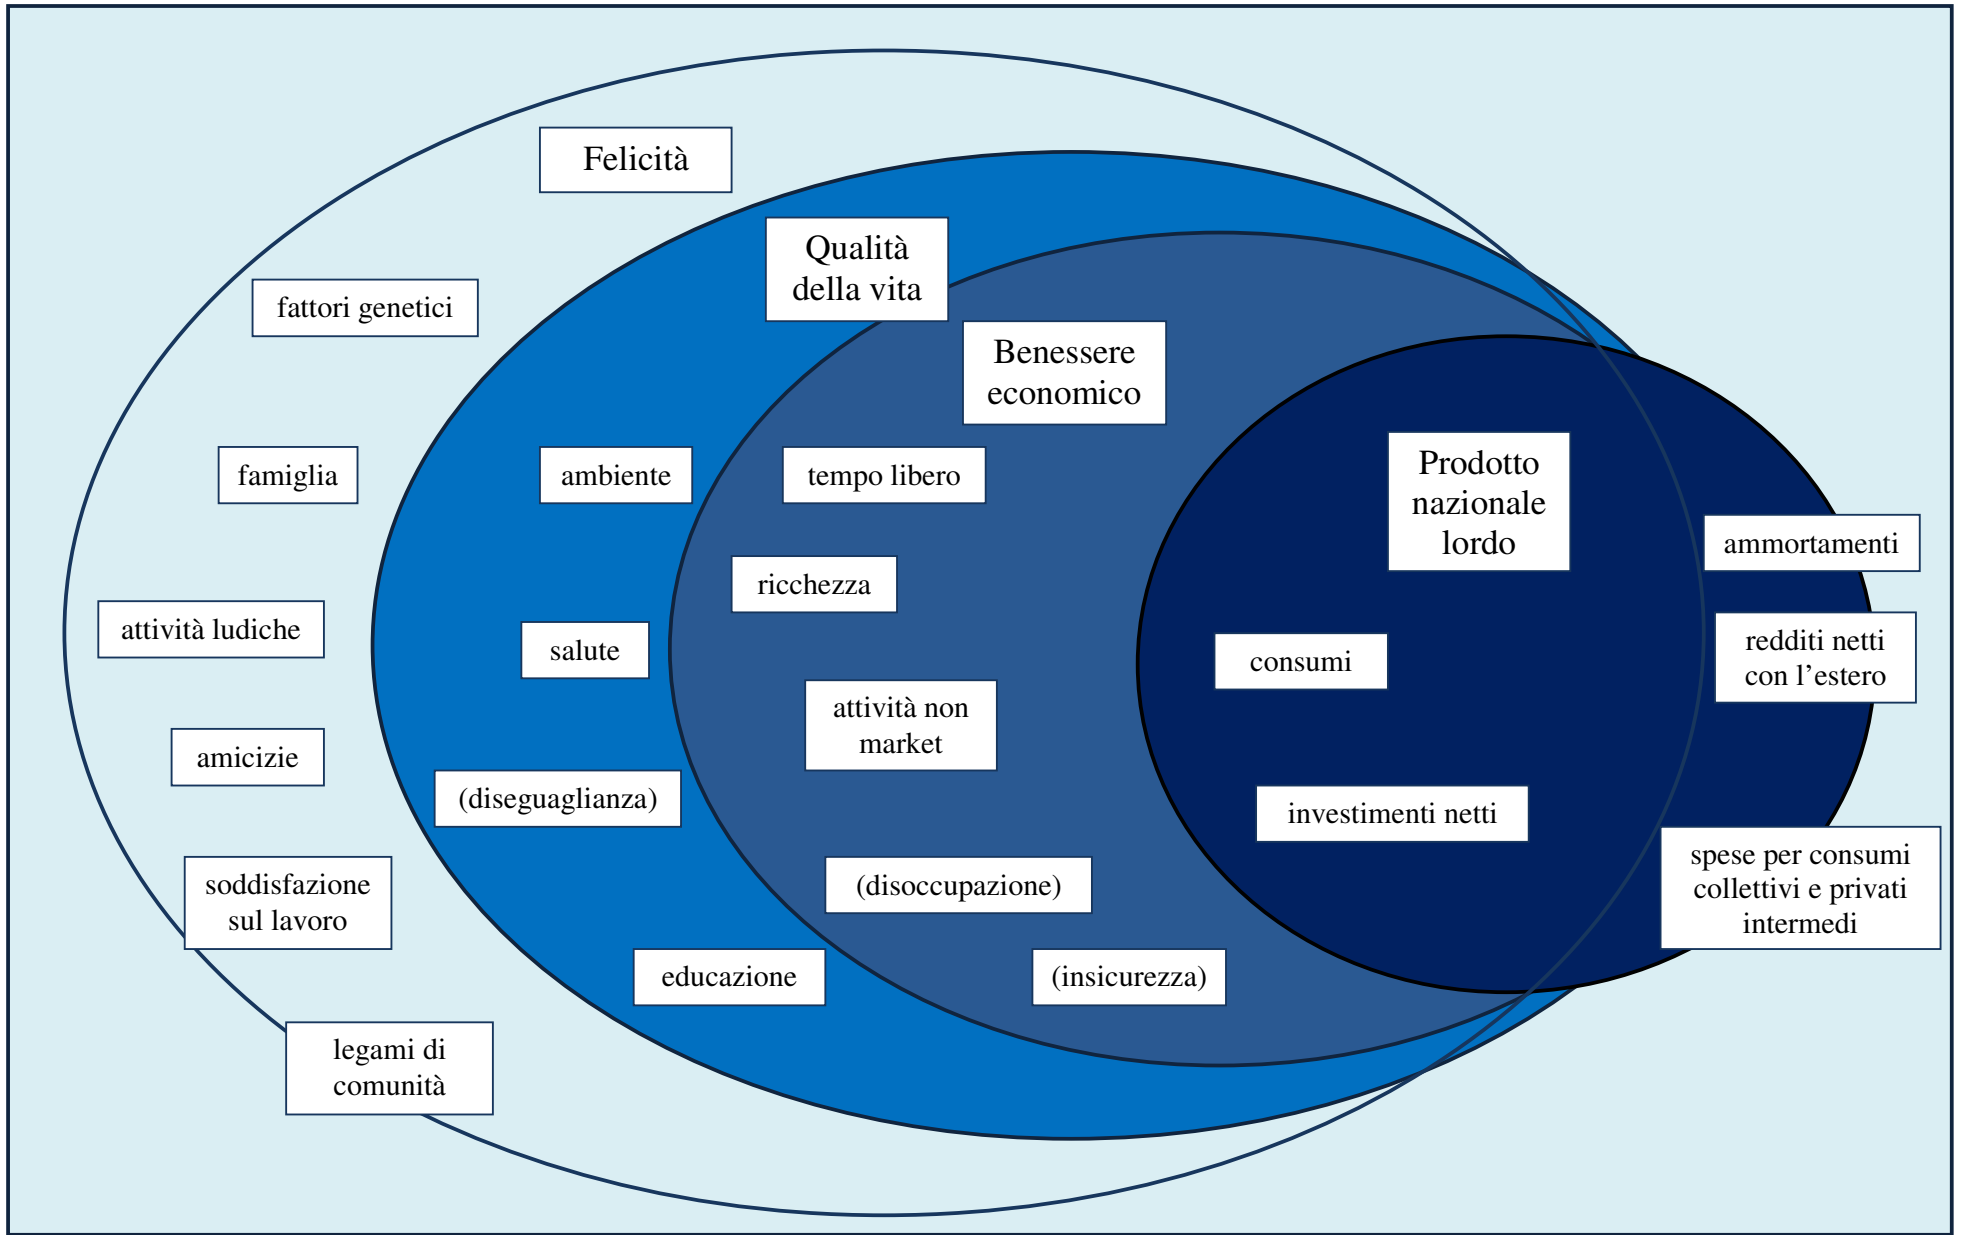 Felicità
Qualità
della vita
fattori genetici
Benessere
economico
famiglia
ambiente
tempo libero
Prodotto
nazionale
lordo
ammortamenti
ricchezza
attività ludiche
salute
consumi
redditi netti
con l’estero
attività non
market
amicizie
(diseguaglianza)
investimenti netti
soddisfazione
sul lavoro
(disoccupazione)
spese per consumi
collettivi e privati
intermedi
educazione
(insicurezza)
legami di
comunità